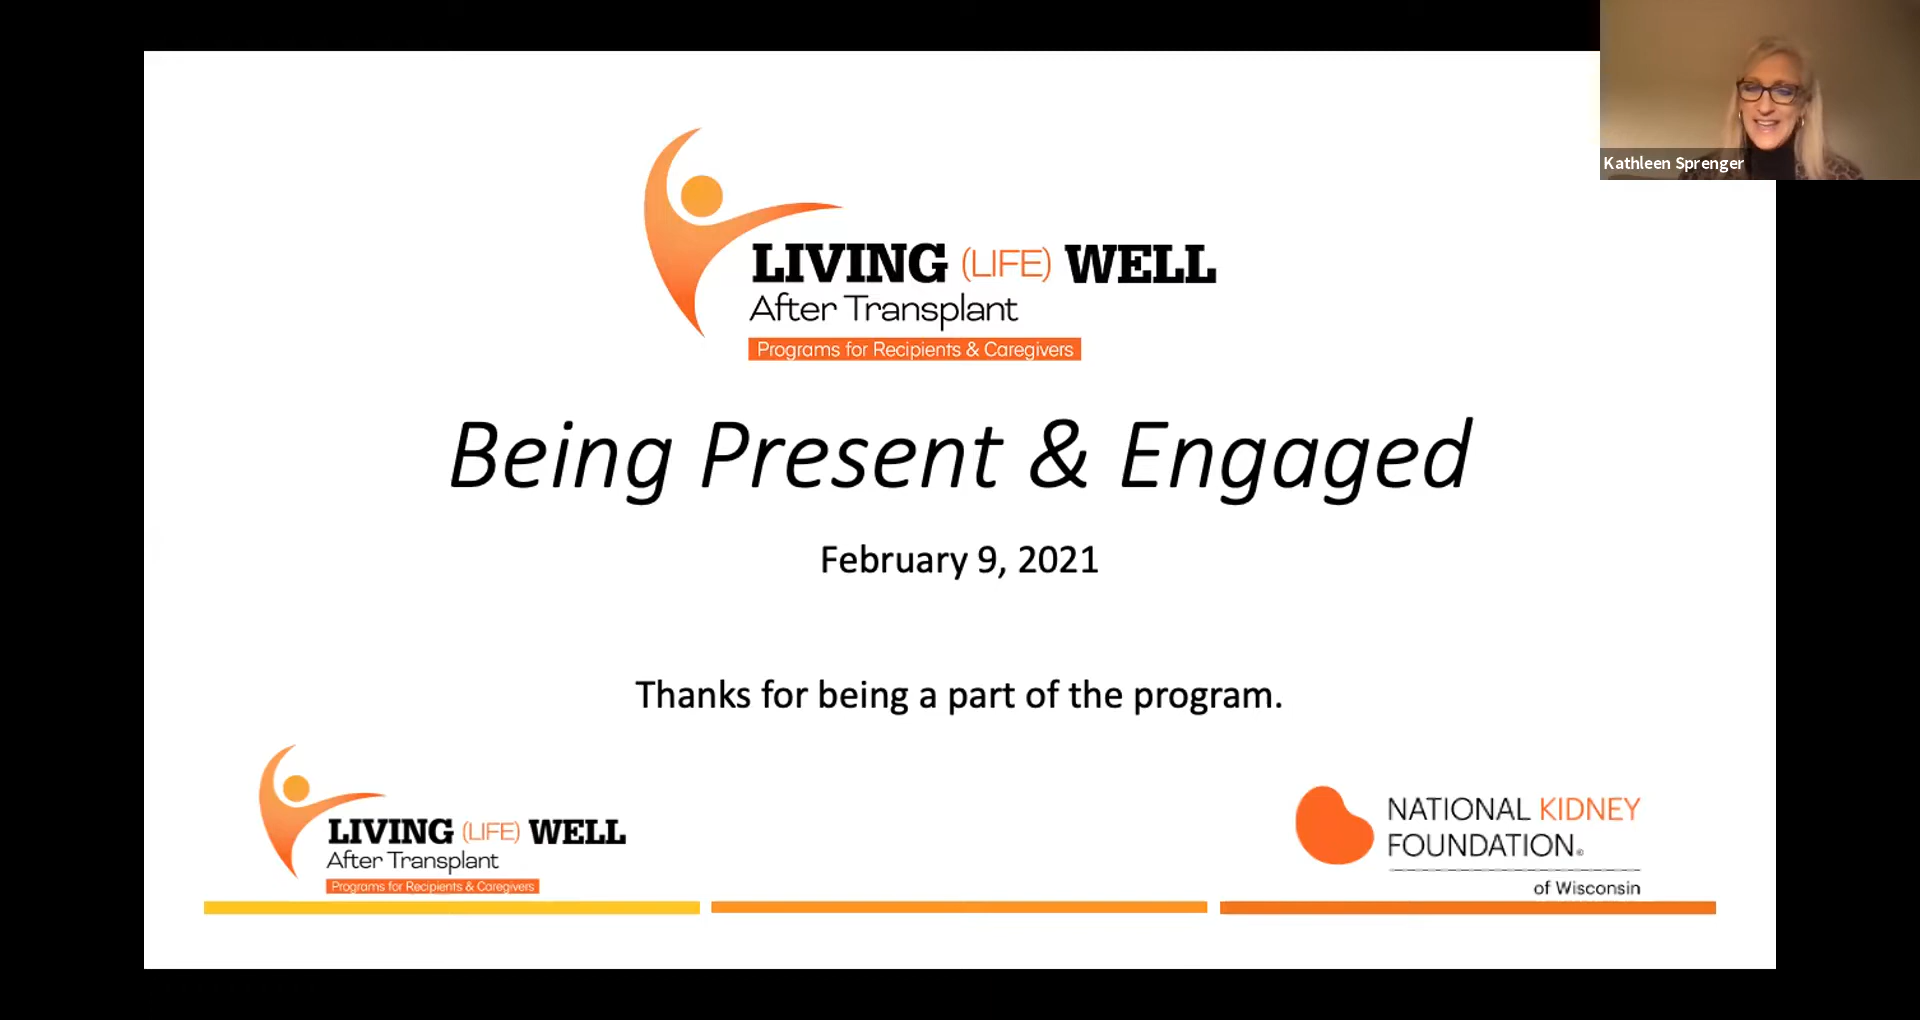 Kathleen Sprenger
LIVING (LIFE) WELL
After Transplant
Programs for Recipients & Caregivers
Being Present & Engaged
February 9, 2021
Thanks for being a part of the program.
LIVING (LIFE) WELL
After Transplant
Programs for Recipients & Caregivers
NATIONAL KIDNEY
FOUNDATION®
of Wisconsin